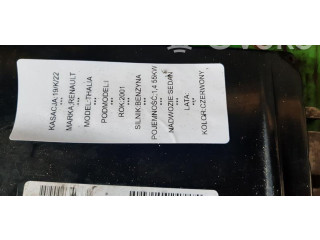 KASACJA:19/K/22
***
MARKA:RENAULT
***
MODEL:THALIA
***
PODMODEL:
***
ROK:2001
***
SILNIK:BENZYNA
***
POJEMNOŚĆ:1,4 55KW
***
NADWOZIE:SEDAN
***
LATA:
***
KOLOR:CZERWONY